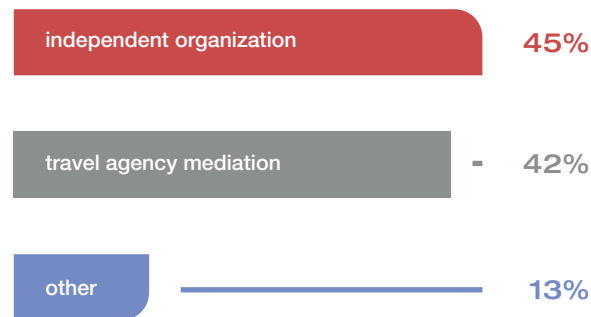 independent organization 45%
travel agency mediation 42%
other 13%